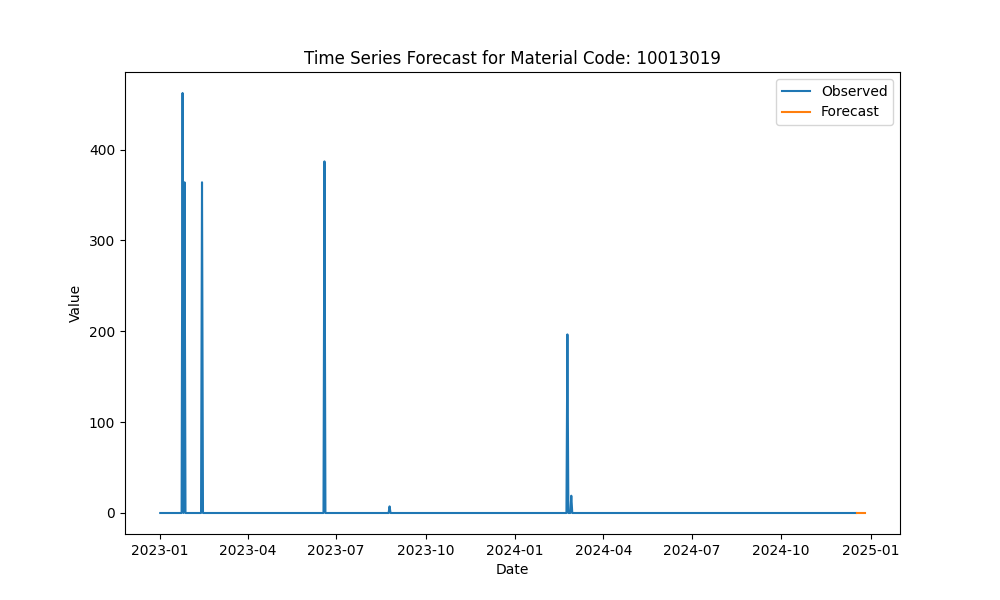 Time Series Forecast for Material Code: 10013019
Observed
Forecast
Value
400
300
200
100
0
2023-01 2023-04 2023-07 2023-10 2024-01 2024-04 2024-07 2024-10 2025-01
Date